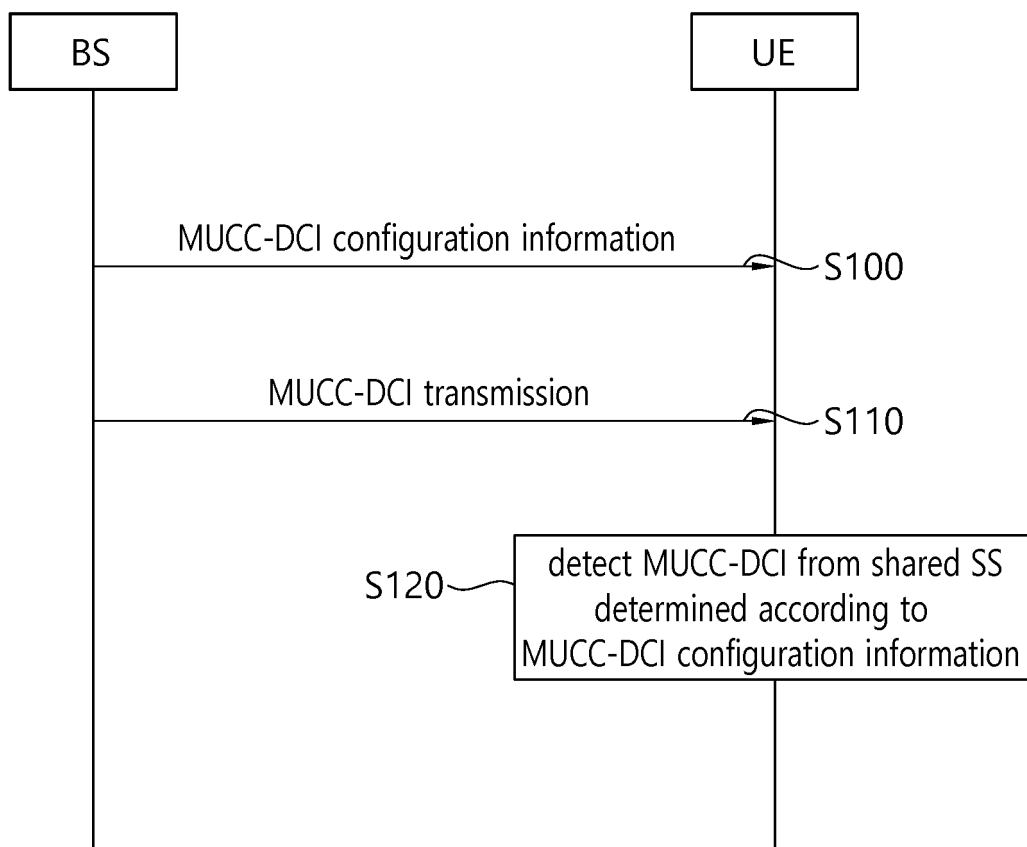 BS
UE
MUCC-DCI configuration information
S100
MUCC-DCI transmission
S110
S120
detect MUCC-DCI from shared SS
determined according to
MUCC-DCI configuration information